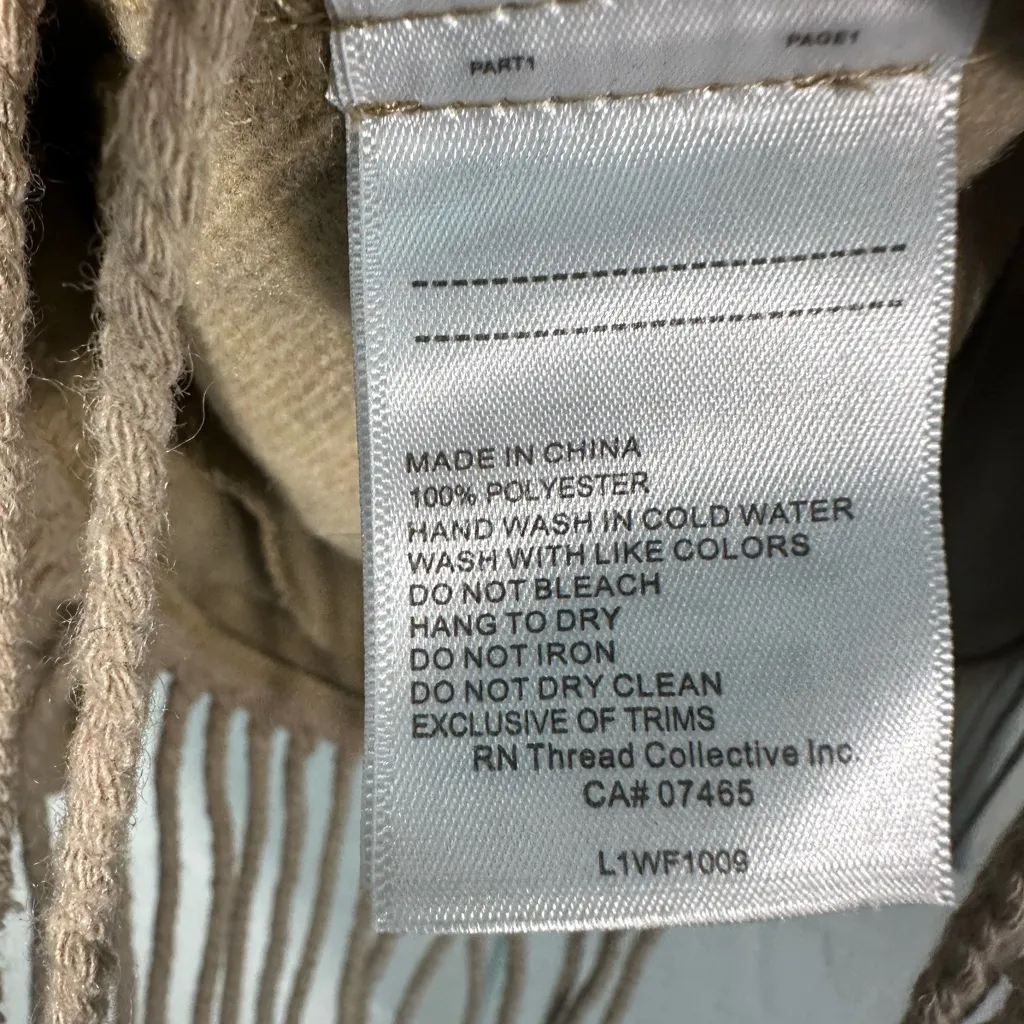 PART1 PAGE1
MADE IN CHINA
100% POLYESTER
HAND WASH IN COLD WATER
WASH WITH LIKE COLORS
DO NOT BLEACH
HANG TO DRY
DO NOT IRON
DO NOT DRY CLEAN
EXCLUSIVE OF TRIMS
RN Thread Collective Inc.
CA# 07465
L1WF1009